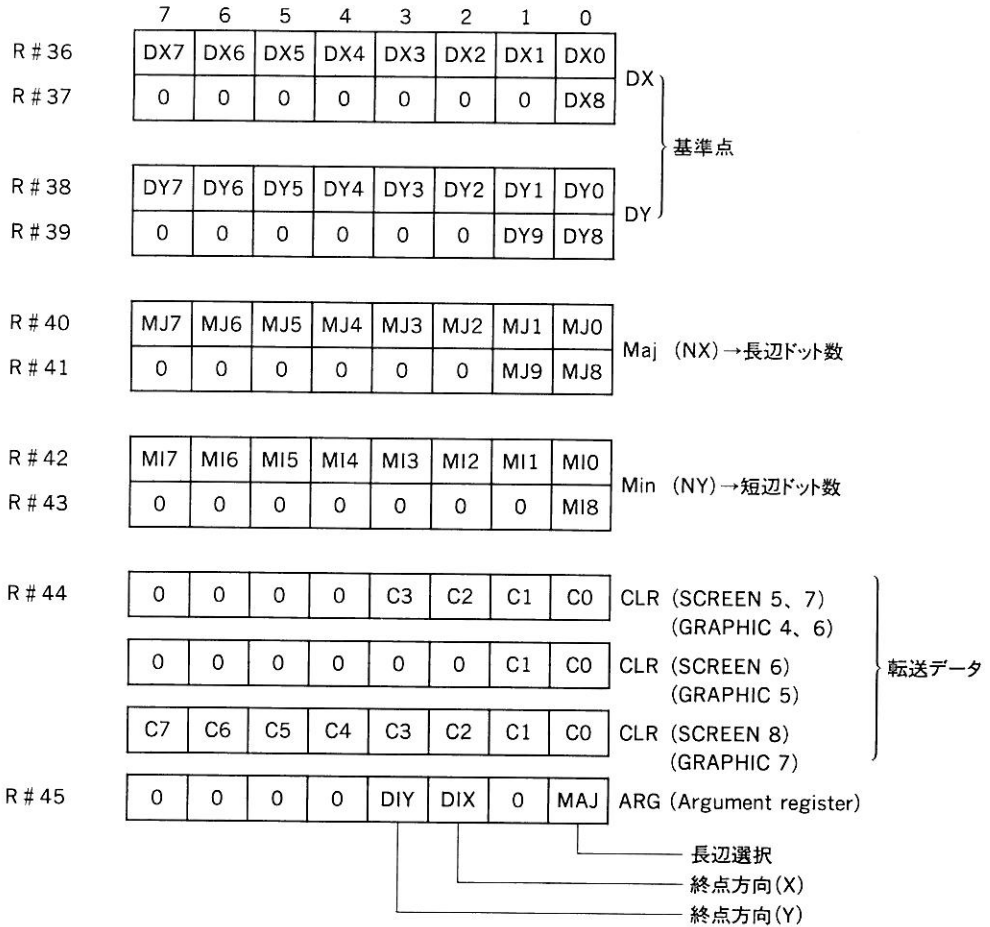 7 6 5 4 3 2 1 0
R#36 DX7 DX6 DX5 DX4 DX3 DX2 DX1 DX0 DX
R#37 0 0 0 0 0 0 0 DX8
基準点
R#38 DY7 DY6 DY5 DY4 DY3 DY2 DY1 DY0 DY
R#39 0 0 0 0 0 0 DY9 DY8
R#40 MJ7 MJ6 MJ5 MJ4 MJ3 MJ2 MJ1 MJ0
Maj (NX)→長辺ドット数
R#41 0 0 0 0 0 0 MJ9 MJ8
R#42 MI7 MI6 MI5 MI4 MI3 MI2 MI1 MI0
Min (NY)→短辺ドット数
R#43 0 0 0 0 0 0 0 MI8
R#44 0 0 0 0 C3 C2 C1 C0 CLR (SCREEN 5、7)
(GRAPHIC 4、6)
0 0 0 0 0 0 C1 C0 CLR (SCREEN 6)
(GRAPHIC 5)
転送データ
C7 C6 C5 C4 C3 C2 C1 C0 CLR (SCREEN 8)
(GRAPHIC 7)
R#45 0 0 0 0 DIY DIX 0 MAJ ARG (Argument register)
長辺選択
終点方向(X)
終点方向(Y)